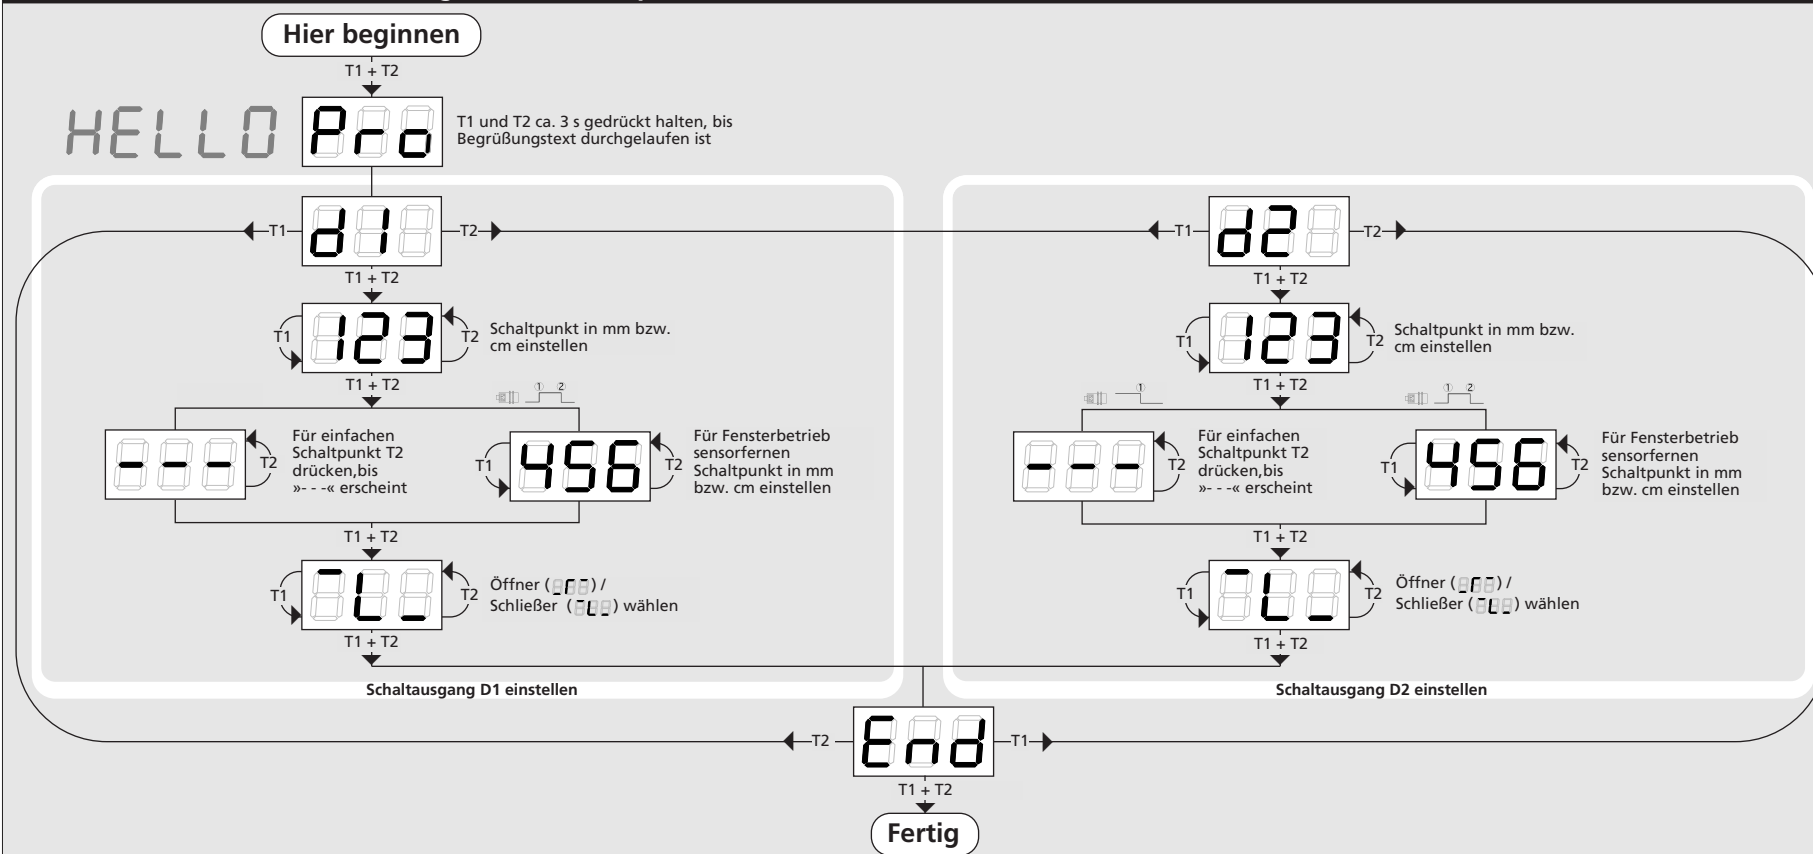 Hier beginnen
T1 + T2
HELLO
Pro
T1 und T2 ca. 3 s gedrückt halten, bis
Begrüßungstext durchgelaufen ist
T1
d1
T2
T1 + T2
123
T1
T2
Schaltpunkt in mm bzw.
cm einstellen
T1 + T2
① ②
- - -
T2
Für einfachen
Schaltpunkt T2
drücken,bis
»- - -« erscheint
T1
456
T2
Für Fensterbetrieb
sensorfernen
Schaltpunkt in mm
bzw. cm einstellen
T1 + T2
T1
T2
Öffner ( ) /
Schließer ( ) wählen
T1 + T2
Schaltausgang D1 einstellen
T1
d2
T2
T1 + T2
123
T1
T2
Schaltpunkt in mm bzw.
cm einstellen
T1 + T2
①
① ②
- - -
T2
Für einfachen
Schaltpunkt T2
drücken,bis
»- - -« erscheint
T1
456
T2
Für Fensterbetrieb
sensorfernen
Schaltpunkt in mm
bzw. cm einstellen
T1 + T2
T1
T2
Öffner ( ) /
Schließer ( ) wählen
T1 + T2
Schaltausgang D2 einstellen
T2
End
T1
T1 + T2
Fertig